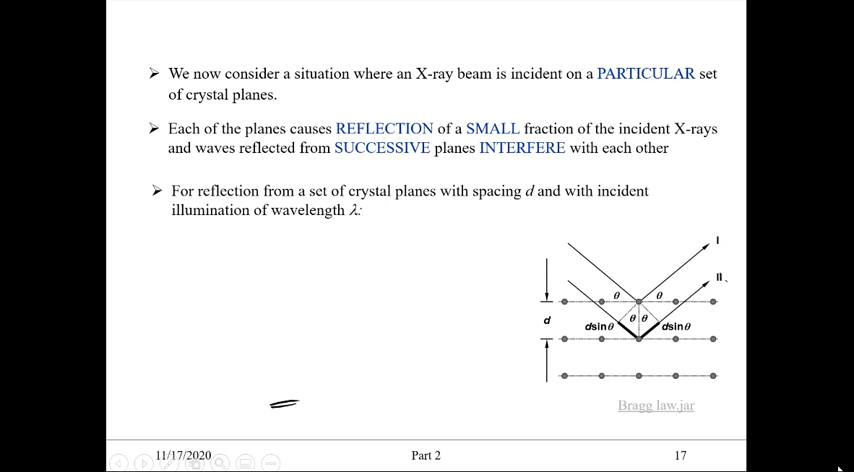 ➢ We now consider a situation where an X-ray beam is incident on a PARTICULAR set
of crystal planes.
➢ Each of the planes causes REFLECTION of a SMALL fraction of the incident X-rays
and waves reflected from SUCCESSIVE planes INTERFERE with each other
➢ For reflection from a set of crystal planes with spacing d and with incident
illumination of wavelength λ:
I
II
θ θ
d
dsinθ θ θ dsinθ
Bragg law.jar
11/17/2020 Part 2 17